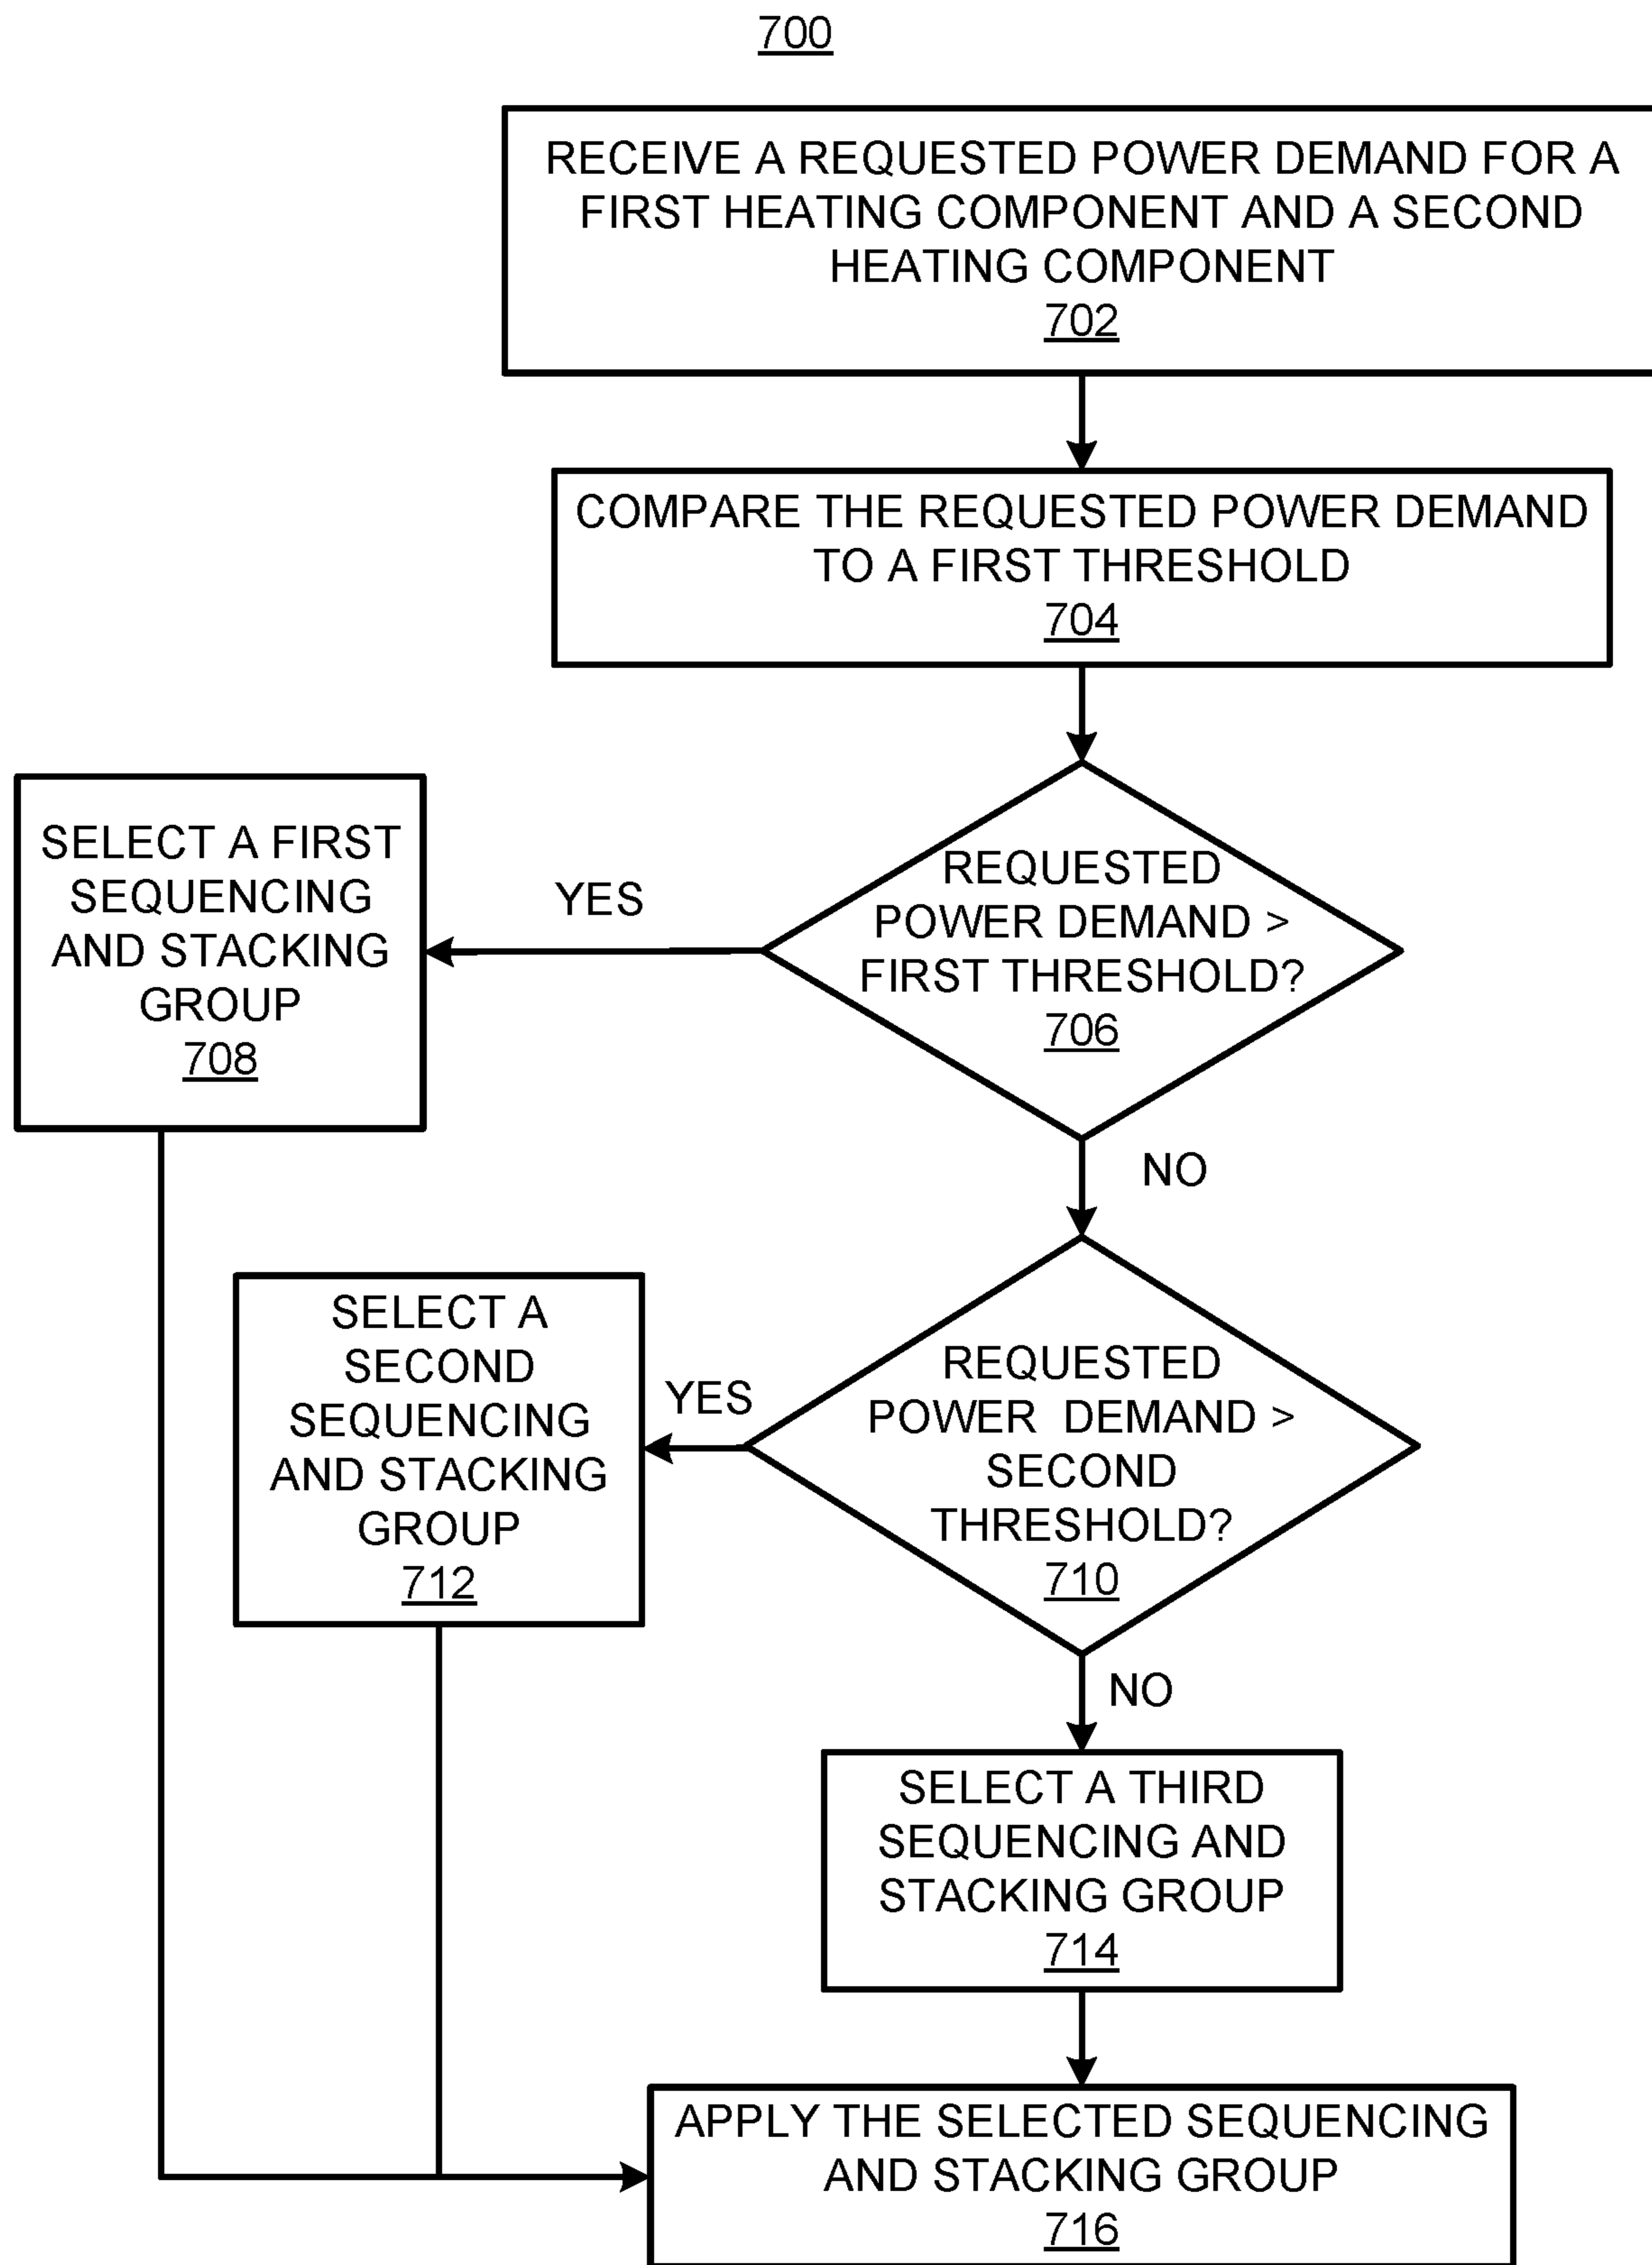 700
RECEIVE A REQUESTED POWER DEMAND FOR A
FIRST HEATING COMPONENT AND A SECOND
HEATING COMPONENT
702
COMPARE THE REQUESTED POWER DEMAND
TO A FIRST THRESHOLD
704
REQUESTED
POWER DEMAND >
FIRST THRESHOLD?
706
YES
SELECT A FIRST
SEQUENCING
AND STACKING
GROUP
708
NO
REQUESTED
POWER DEMAND >
SECOND
THRESHOLD?
710
YES
SELECT A
SECOND
SEQUENCING
AND STACKING
GROUP
712
NO
SELECT A THIRD
SEQUENCING AND
STACKING GROUP
714
APPLY THE SELECTED SEQUENCING
AND STACKING GROUP
716